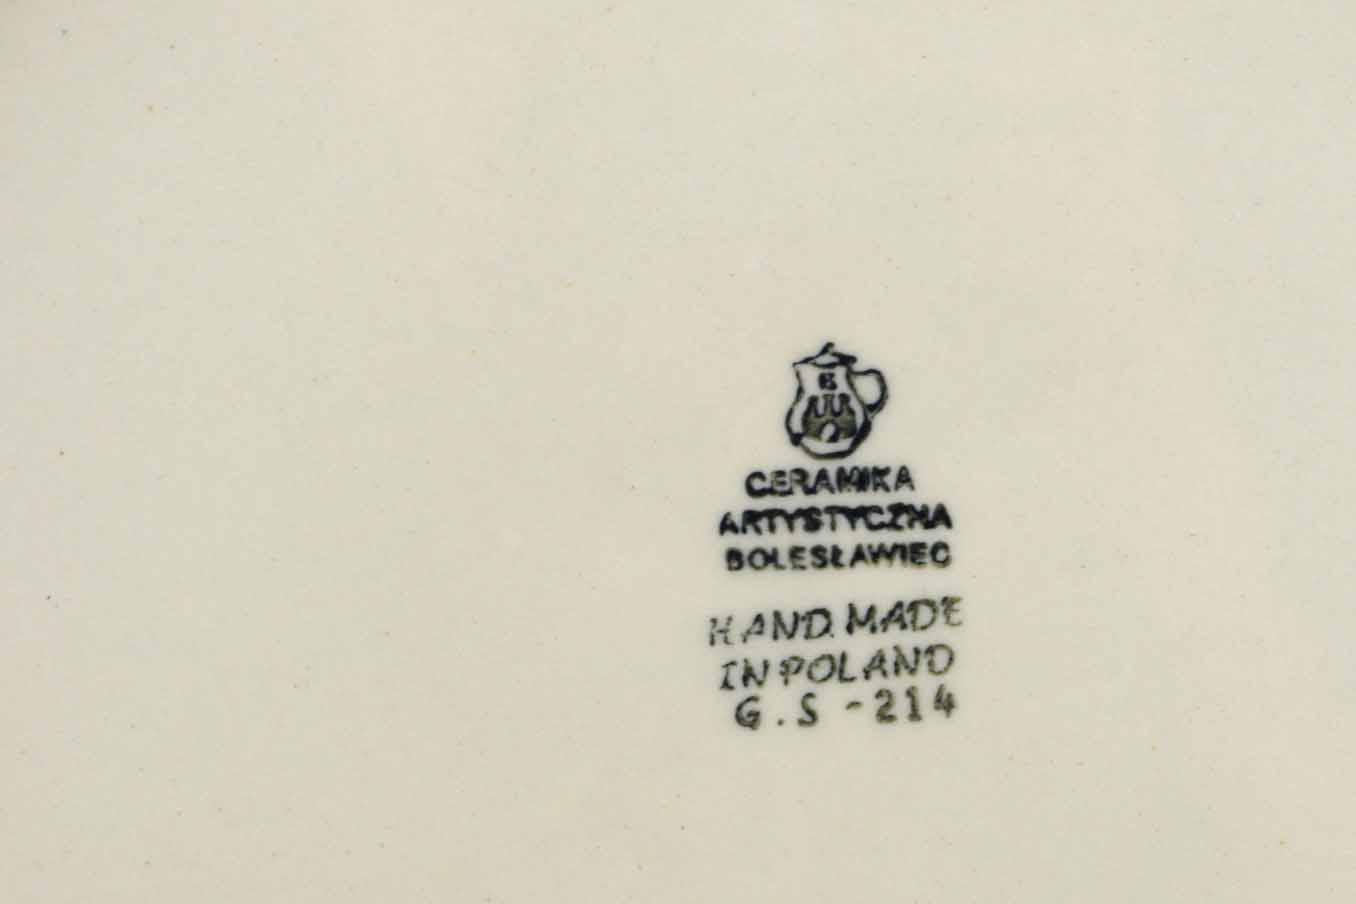 B
CERAMIKA
ARTYSTYCZNA
BOLESŁAWIEC
HAND MADE
IN POLAND
G.S -214